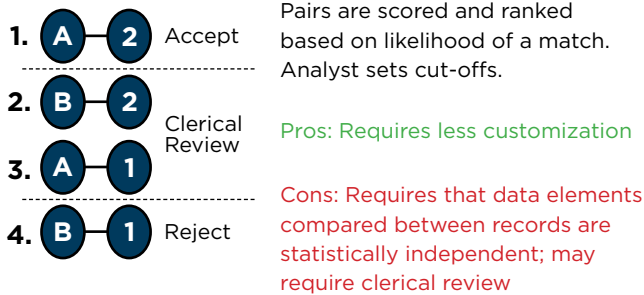 1. A 2 Accept
2. B 2
Clerical
Review
3. A 1
4. B 1 Reject
Pairs are scored and ranked
based on likelihood of a match.
Analyst sets cut-offs.
Pros: Requires less customization
Cons: Requires that data elements
compared between records are
statistically independent; may
require clerical review